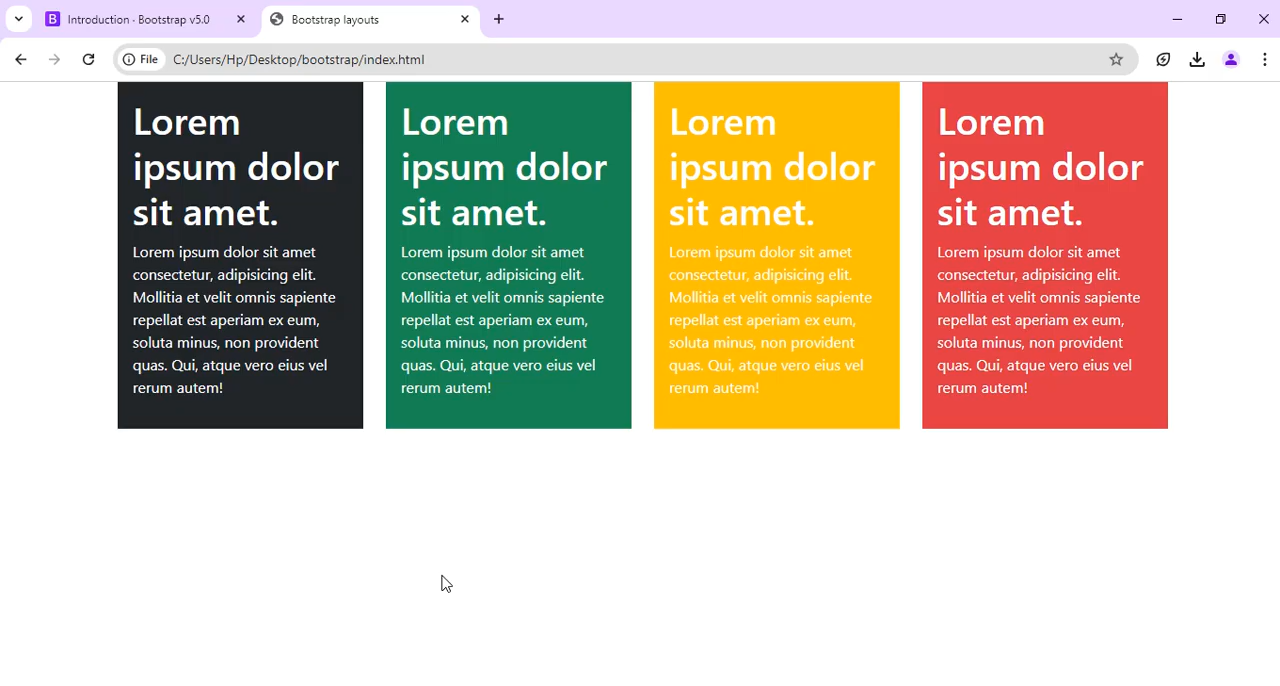 Introduction · Bootstrap v5.0
Bootstrap layouts
File
C:/Users/Hp/Desktop/bootstrap/index.html
Lorem
ipsum dolor
sit amet.
Lorem ipsum dolor sit amet
consectetur, adipisicing elit.
Mollitia et velit omnis sapiente
repellat est aperiam ex eum,
soluta minus, non provident
quas. Qui, atque vero eius vel
rerum autem!
Lorem
ipsum dolor
sit amet.
Lorem ipsum dolor sit amet
consectetur, adipisicing elit.
Mollitia et velit omnis sapiente
repellat est aperiam ex eum,
soluta minus, non provident
quas. Qui, atque vero eius vel
rerum autem!
Lorem
ipsum dolor
sit amet.
Lorem ipsum dolor sit amet
consectetur, adipisicing elit.
Mollitia et velit omnis sapiente
repellat est aperiam ex eum,
soluta minus, non provident
quas. Qui, atque vero eius vel
rerum autem!
Lorem
ipsum dolor
sit amet.
Lorem ipsum dolor sit amet
consectetur, adipisicing elit.
Mollitia et velit omnis sapiente
repellat est aperiam ex eum,
soluta minus, non provident
quas. Qui, atque vero eius vel
rerum autem!